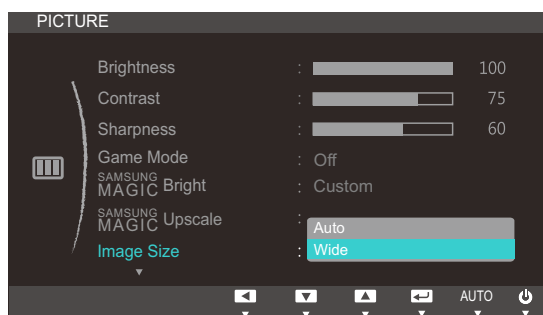 PICTURE
Brightness : 100
Contrast : 75
Sharpness : 60
Game Mode : Off
SAMSUNG
MAGIC Bright : Custom
SAMSUNG
MAGIC Upscale :
Auto
Image Size : Wide
AUTO